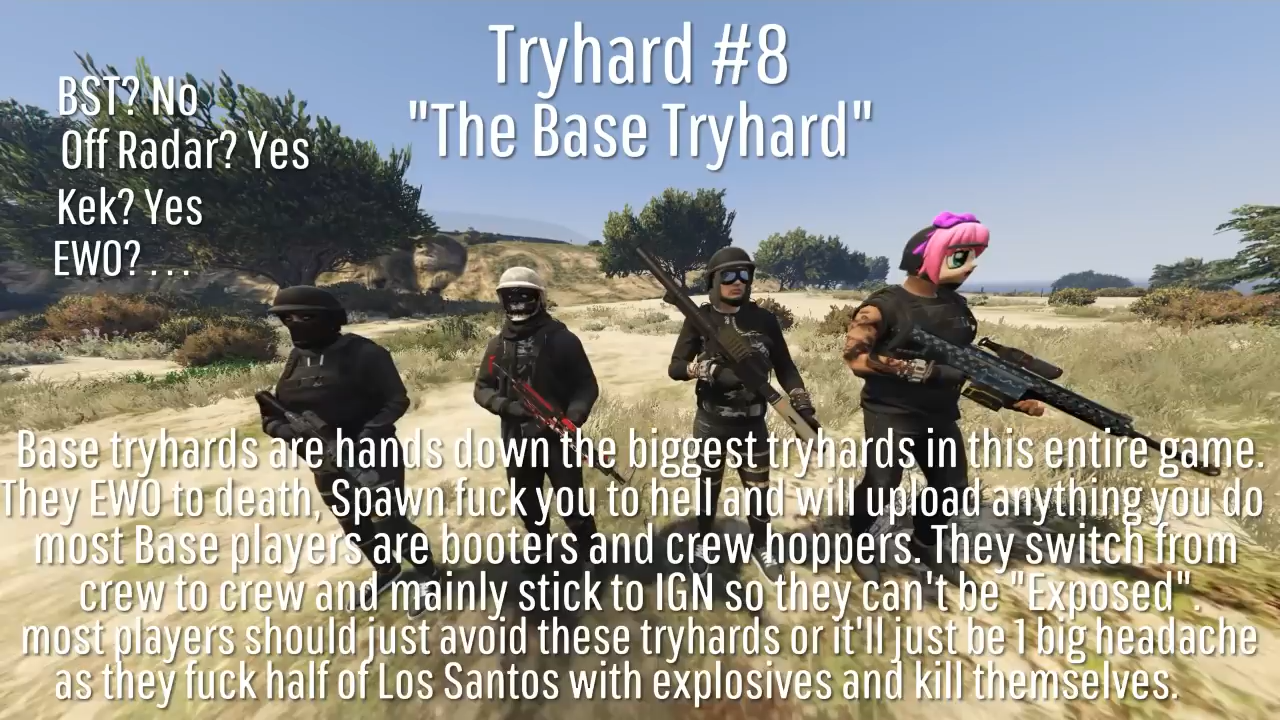 Tryhard #8
"The Base Tryhard"
BST? No
Off Radar? Yes
Kek? Yes
EWO? . . .
Base tryhards are hands down the biggest tryhards in this entire game.
They EWO to death, Spawn fuck you to hell and will upload anything you do
most Base players are booters and crew hoppers. They switch from
crew to crew and mainly stick to IGN so they can't be "Exposed".
most players should just avoid these tryhards or it'll just be 1 big headache
as they fuck half of Los Santos with explosives and kill themselves.